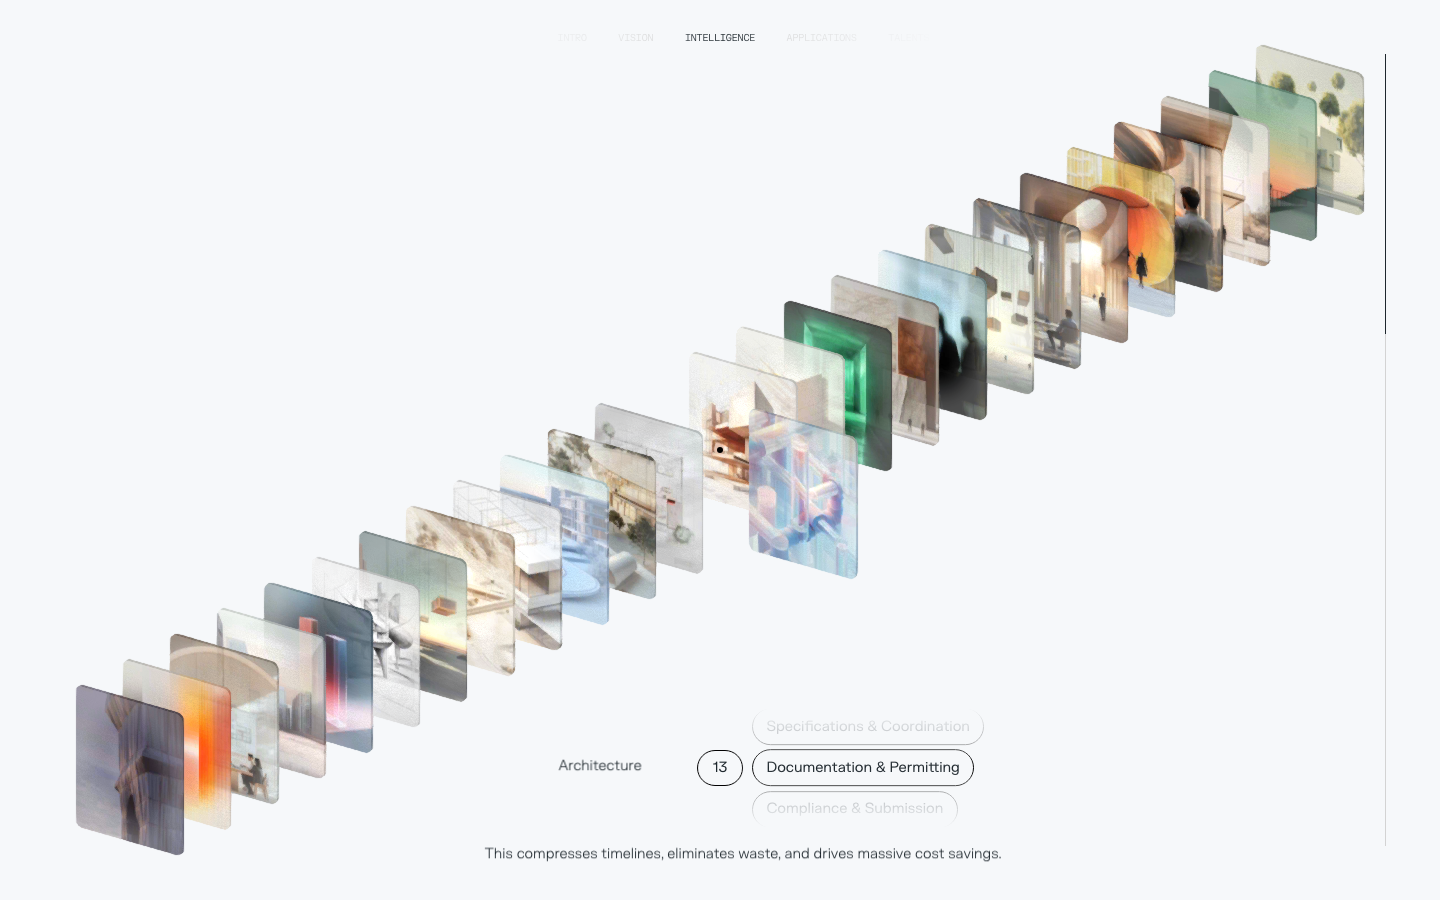 INTRO VISION INTELLIGENCE APPLICATIONS
Specifications & Coordination
Architecture 13 Documentation & Permitting
Compliance & Submission
This compresses timelines, eliminates waste, and drives massive cost savings.